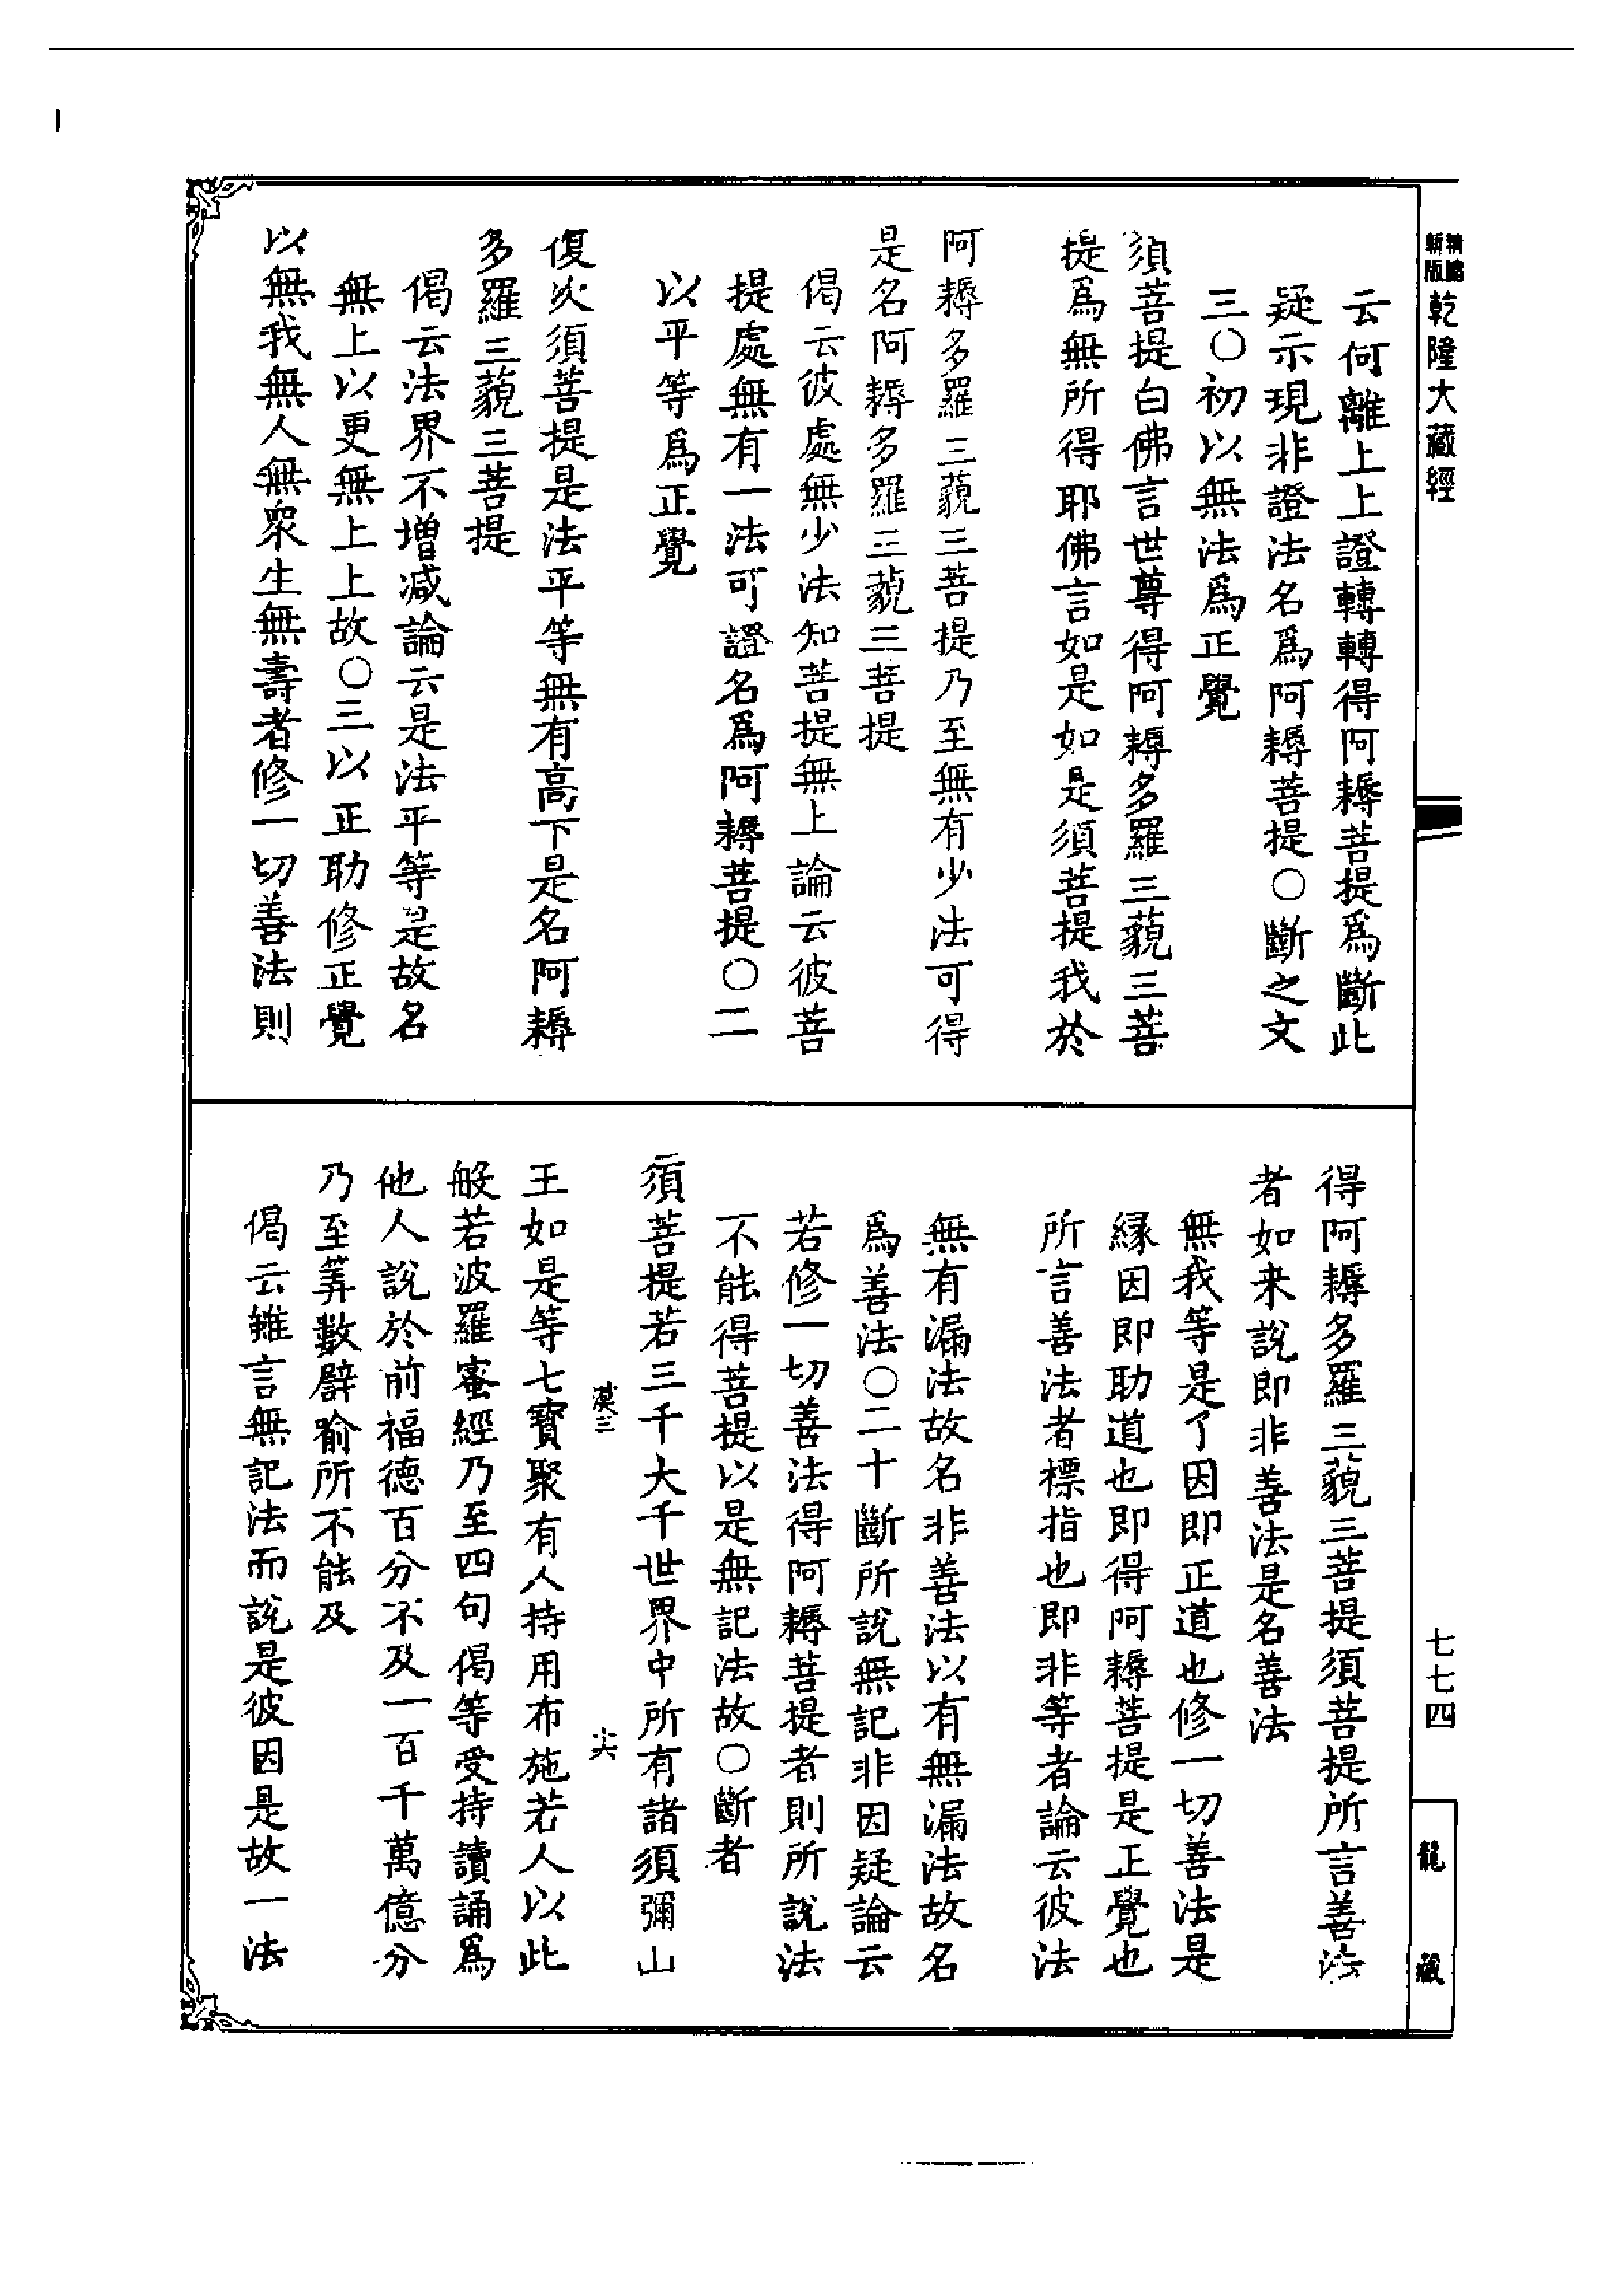 精縮新版乾隆大藏經
七七四
龍藏
云何離上上證轉轉得阿耨菩提爲斷此
疑示現非證法名爲阿耨菩提〇斷之文
三〇初以無法爲正覺
須菩提白佛言世尊得阿耨多羅三藐三菩
提爲無所得耶佛言如是如是須菩提我於
阿耨多羅三藐三菩提乃至無有少法可得
是名阿耨多羅三藐三菩提
偈云彼處無少法知菩提無上論云彼菩
提處無有一法可證名爲阿耨菩提〇二
以平等爲正覺
復次須菩提是法平等無有高下是名阿耨
多羅三藐三菩提
偈云法界不增減論云是法平等是故名
無上以更無上上故〇三以正助修正覺
以無我無人無眾生無壽者修一切善法則
得阿耨多羅三藐三菩提須菩提所言善法
者如来說即非善法是名善法
無我等是了因即正道也修一切善法是
緣因即助道也即得阿耨菩提是正覺也
所言善法者標指也即非等者論云彼法
無有漏法故名非善法以有無漏法故名
爲善法〇二十斷所說無記非因疑論云
若修一切善法得阿耨菩提者則所說法
不能得菩提以是無記法故〇斷者
須菩提若三千大千世界中所有諸須彌山
漠三
十六
王如是等七寶聚有人持用布施若人以此
般若波羅蜜經乃至四句偈等受持讀誦爲
他人說於前福德百分不及一百千萬億分
乃至筭數譬喻所不能及
偈云雖言無記法而說是彼因是故一法